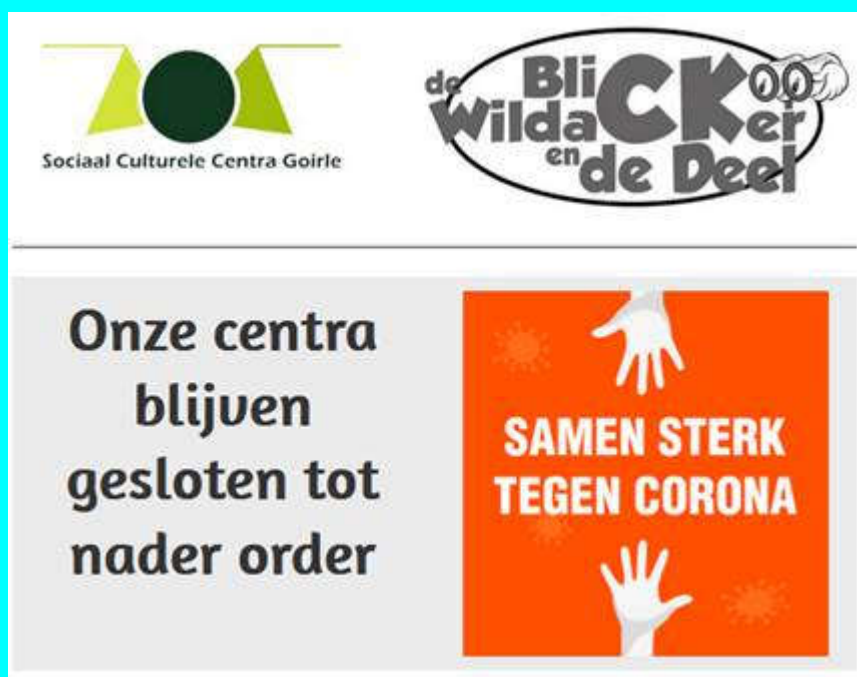 Sociaal Culturele Centra Goirle
de Blick
Wildacker
en de Deel
Onze centra
blijven
gesloten tot
nader order
SAMEN STERK
TEGEN CORONA